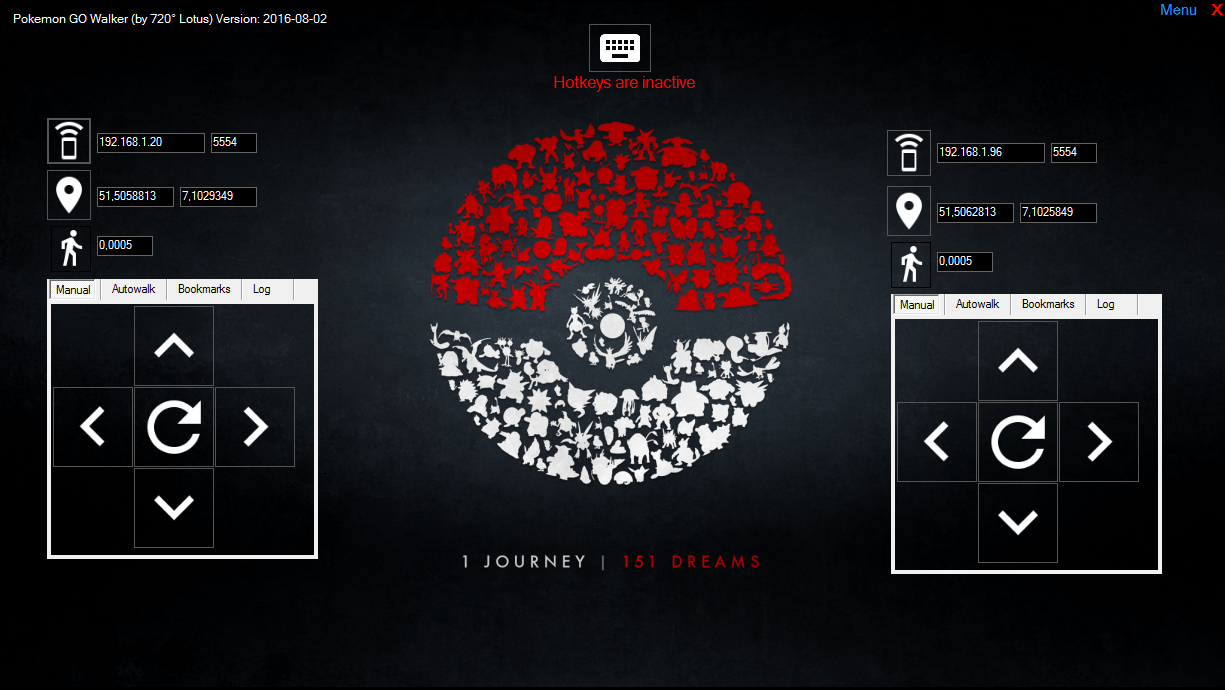 Pokemon GO Walker (by 720° Lotus) Version: 2016-08-02
Menu X
Hotkeys are inactive
192.168.1.20 5554
51,5058813 7,1029349
0,0005
Manual Autowalk Bookmarks Log
192.168.1.96 5554
51,5062813 7,1025849
0,0005
Manual Autowalk Bookmarks Log
1 JOURNEY | 151 DREAMS